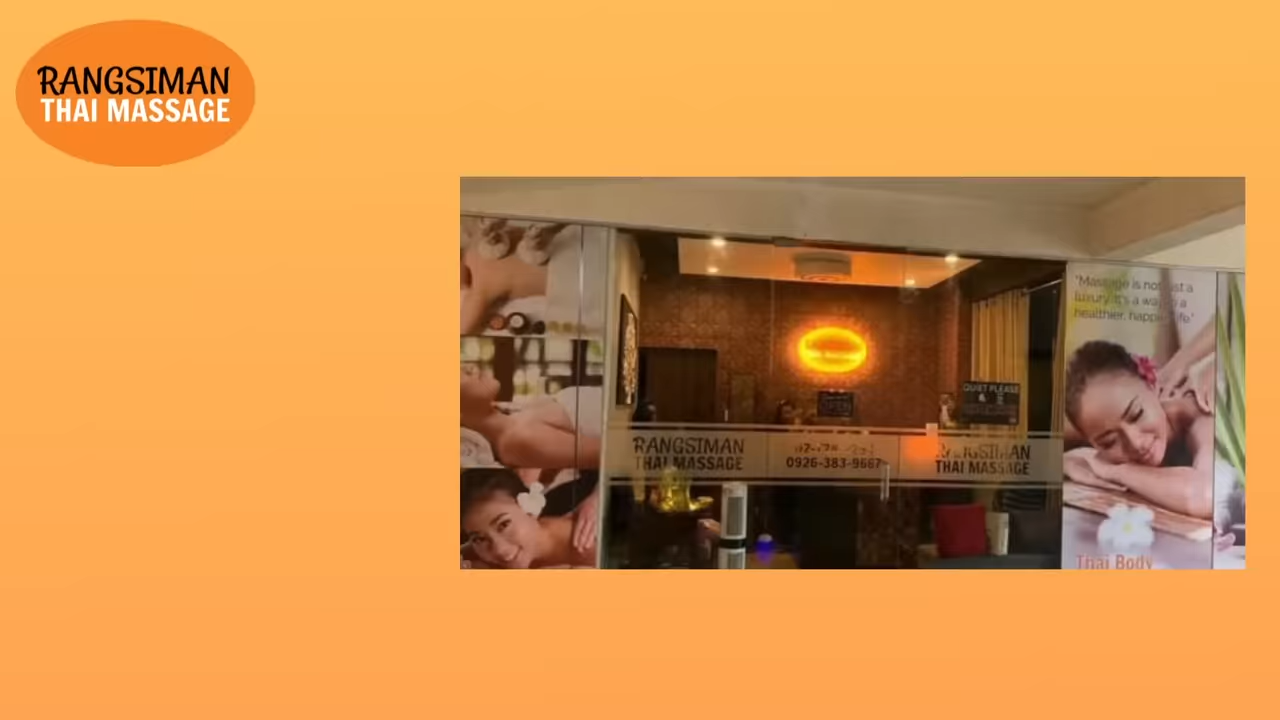 RANGSIMAN
THAI MASSAGE
"Massage is not just a
luxury. It's a way to a
healthier, happier life."
QUIET PLEASE
&
RANGSIMAN
THAI MASSAGE
0926-383-9667
RANGSIMAN
THAI MASSAGE
Thai Body